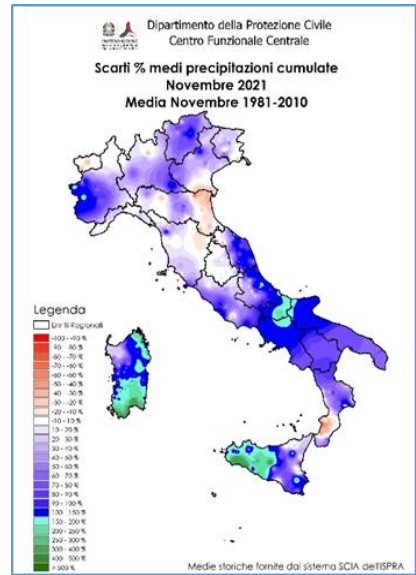 Dipartimento della Protezione Civile
Centro Funzionale Centrale
Scarti % medi precipitazioni cumulate
Novembre 2021
Media Novembre 1981-2010
Legenda
Limiti Regionali
-100 - -90 %
-90 - -80 %
-80 - -70 %
-70 - -60 %
-60 - -50 %
-50 - -40 %
-40 - -30 %
-30 - -20 %
-20 - -10 %
-10 - 10 %
10 - 20 %
20 - 30 %
30 - 40 %
40 - 50 %
50 - 60 %
60 - 70 %
70 - 80 %
80 - 90 %
90 - 100 %
100 - 150 %
150 - 200 %
200 - 250 %
250 - 300 %
300 - 400 %
400 - 500 %
> 500 %
Medie storiche fornite dal sistema SCIA dell'ISPRA